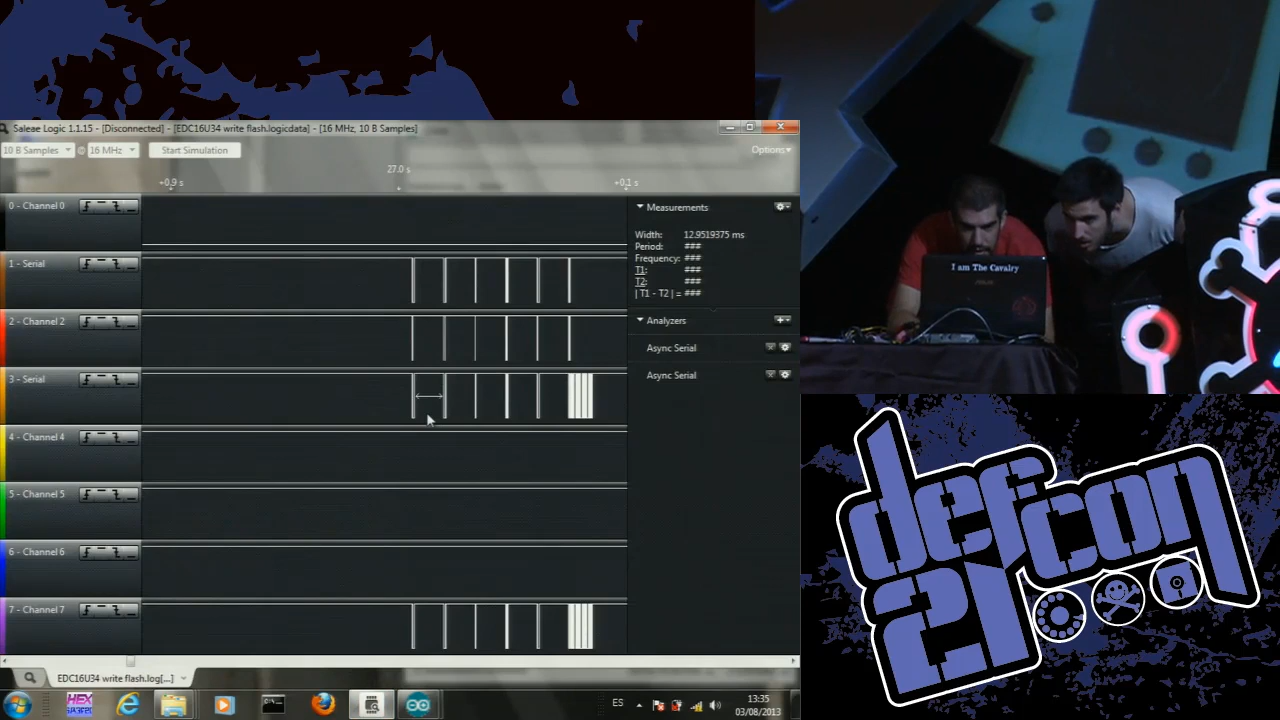 Saleae Logic 1.1.15 - [Disconnected] - [EDC16U34 write flash.logicdata] - [16 MHz, 10 B Samples]
10 B Samples @ 16 MHz Start Simulation Options
27.0 s
+0,9 s +0,1 s
0 - Channel 0
1 - Serial
2 - Channel 2
3 - Serial
4 - Channel 4
5 - Channel 5
6 - Channel 6
7 - Channel 7
Measurements
Width: 12.9519375 ms
Period: ###
Frequency: ###
T1: ###
T2: ###
| T1 - T2 | = ###
Analyzers
Async Serial
Async Serial
EDC16U34 write flash.log[...]
HEX
ES
13:35
03/08/2013
I am The Cavalry
defcon
21